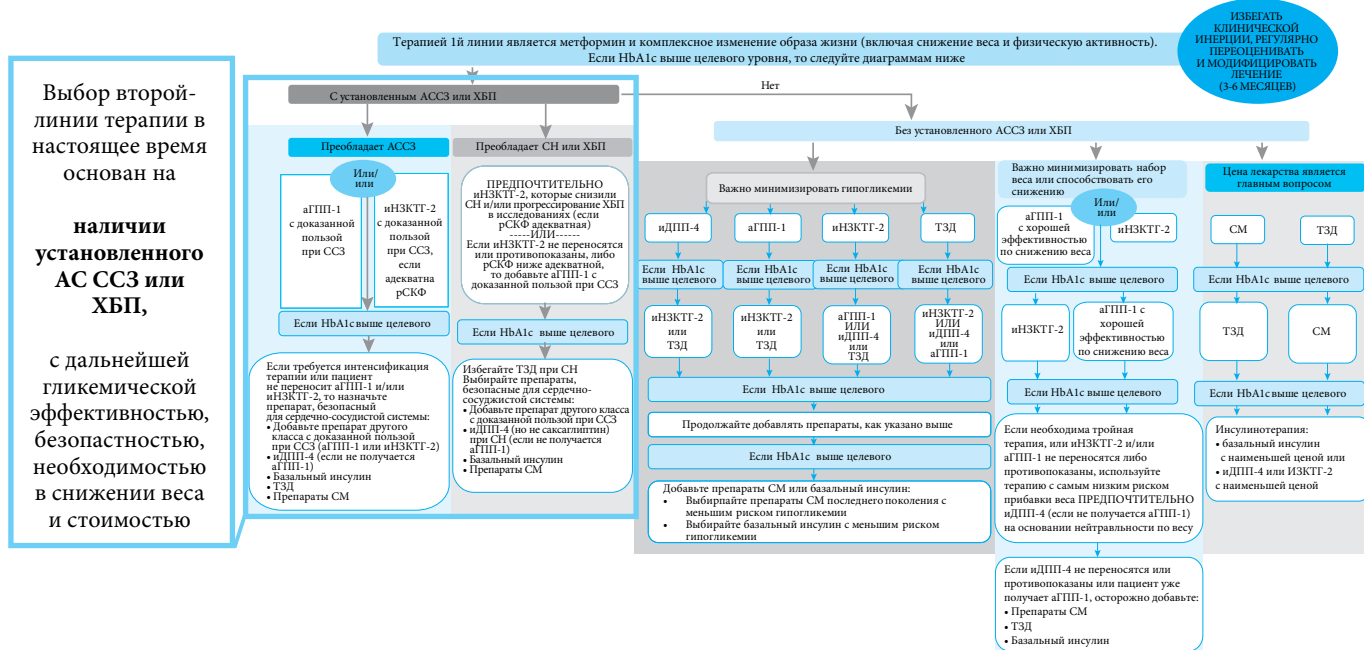 Выбор второй-
линии терапии в
настоящее время
основан на
наличии
установленного
АС ССЗ или
ХБП,
с дальнейшей
гликемической
эффективностью,
безопастностью,
необходимостью
в снижении веса
и стоимостью
Терапией 1й линии является метформин и комплексное изменение образа жизни (включая снижение веса и физическую активность).
Если HbA1c выше целевого уровня, то следуйте диаграммам ниже
ИЗБЕГАТЬ
КЛИНИЧЕСКОЙ
ИНЕРЦИИ, РЕГУЛЯРНО
ПЕРЕОЦЕНИВАТЬ
И МОДИФИЦИРОВАТЬ
ЛЕЧЕНИЕ
(3-6 МЕСЯЦЕВ)
С установленным АССЗ или ХБП
Нет
Без установленного АССЗ или ХБП
Преобладает АССЗ
Или/
или
аГПП-1
с доказанной
пользой
при ССЗ
иНЗКТГ-2
с доказанной
пользой
при ССЗ,
если
адекватна
рСКФ
Если HbA1c выше целевого
Если требуется интенсификация
терапии или пациент
не переносит аГПП-1 и/или
иНЗКТГ-2, то назначьте
препарат, безопасный
для сердечно-сосудистой системы:
• Добавьте препарат другого
класса с доказанной пользой
при ССЗ (аГПП-1 или иНЗКТГ-2)
• иДПП-4 (если не получается
аГПП-1)
• Базальный инсулин
• ТЗД
• Препараты СМ
Преобладает СН или ХБП
ПРЕДПОЧТИТЕЛЬНО
иНЗКТГ-2, которые снизили
СН и/или прогрессирование ХБП
в исследованиях (если
рСКФ адекватная)
-----ИЛИ------
Если иНЗКТГ-2 не переносятся
или противопоказаны, либо
рСКФ ниже адекватной,
то добавьте аГПП-1 с
доказанной пользой при ССЗ
Если HbA1c выше целевого
Избегайте ТЗД при СН
Выбирайте препараты,
безопасные для сердечно-
сосуджистой системы:
• Добавьте препарат другого класса
с доказанной пользой при ССЗ
• иДПП-4 (но не саксаглиптин)
при СН (если не получается
аГПП-1)
• Базальный инсулин
• Препараты СМ
Важно минимизировать гипогликемии
иДПП-4
аГПП-1
иНЗКТГ-2
ТЗД
Если HbA1c
выше целевого
Если HbA1c
выше целевого
Если HbA1c
выше целевого
Если HbA1c
выше целевого
иНЗКТГ-2
или
ТЗД
иНЗКТГ-2
или
ТЗД
аГПП-1
ИЛИ
иДПП-4
или
ТЗД
иНЗКТГ-2
ИЛИ
иДПП-4
или
аГПП-1
Если HbA1c выше целевого
Продолжайте добавлять препараты, как указано выше
Если HbA1c выше целевого
Добавьте препараты СМ или базальный инсулин:
• Выбирпайте препараты СМ последнего поколения с
меньшим риском гипогликемии
• Выбирайте базальный инсулин с меньшим риском
гипогликемии
Важно минимизировать набор
веса или способствовать его
снижению
Или/
или
аГПП-1
с хорошей
эффективностью
по снижению веса
иНЗКТГ-2
Если HbA1c выше целевого
иНЗКТГ-2
аГПП-1 с
хорошей
эффективностью
по снижению веса
Если HbA1c выше целевого
Если необходима тройная
терапия, или иНЗКТГ-2 и/или
аГПП-1 не переносятся либо
противопоказаны, используйте
терапию с самым низким риском
прибавки веса ПРЕДПОЧТИТЕЛЬНО
иДПП-4 (если не получается аГПП-1)
на основании нейтральности по весу
Если иДПП-4 не переносятся или
противопоказаны или пациент уже
получает аГПП-1, осторожно добавьте:
• Препараты СМ
• ТЗД
• Базальный инсулин
Цена лекарства является
главным вопросом
СМ
ТЗД
Если HbA1c выше целевого
ТЗД
СМ
Если HbA1c выше целевого
Инсулинотерапия:
• базальный инсулин
с наименьшей ценой или
• иДПП-4 или ИЗКТГ-2
с наименьшей ценой